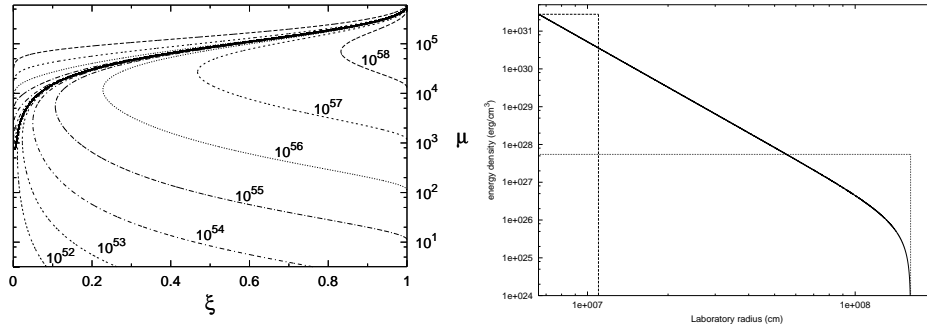 10^5
10^4
10^3
10^2
10^1
μ
10^58
10^57
10^56
10^55
10^54
10^53
10^52
0 0.2 0.4 0.6 0.8 1
ξ
1e+031
1e+030
1e+029
1e+028
1e+027
1e+026
1e+025
1e+024
energy density (erg/cm^3)
1e+007 1e+008
Laboratory radius (cm)